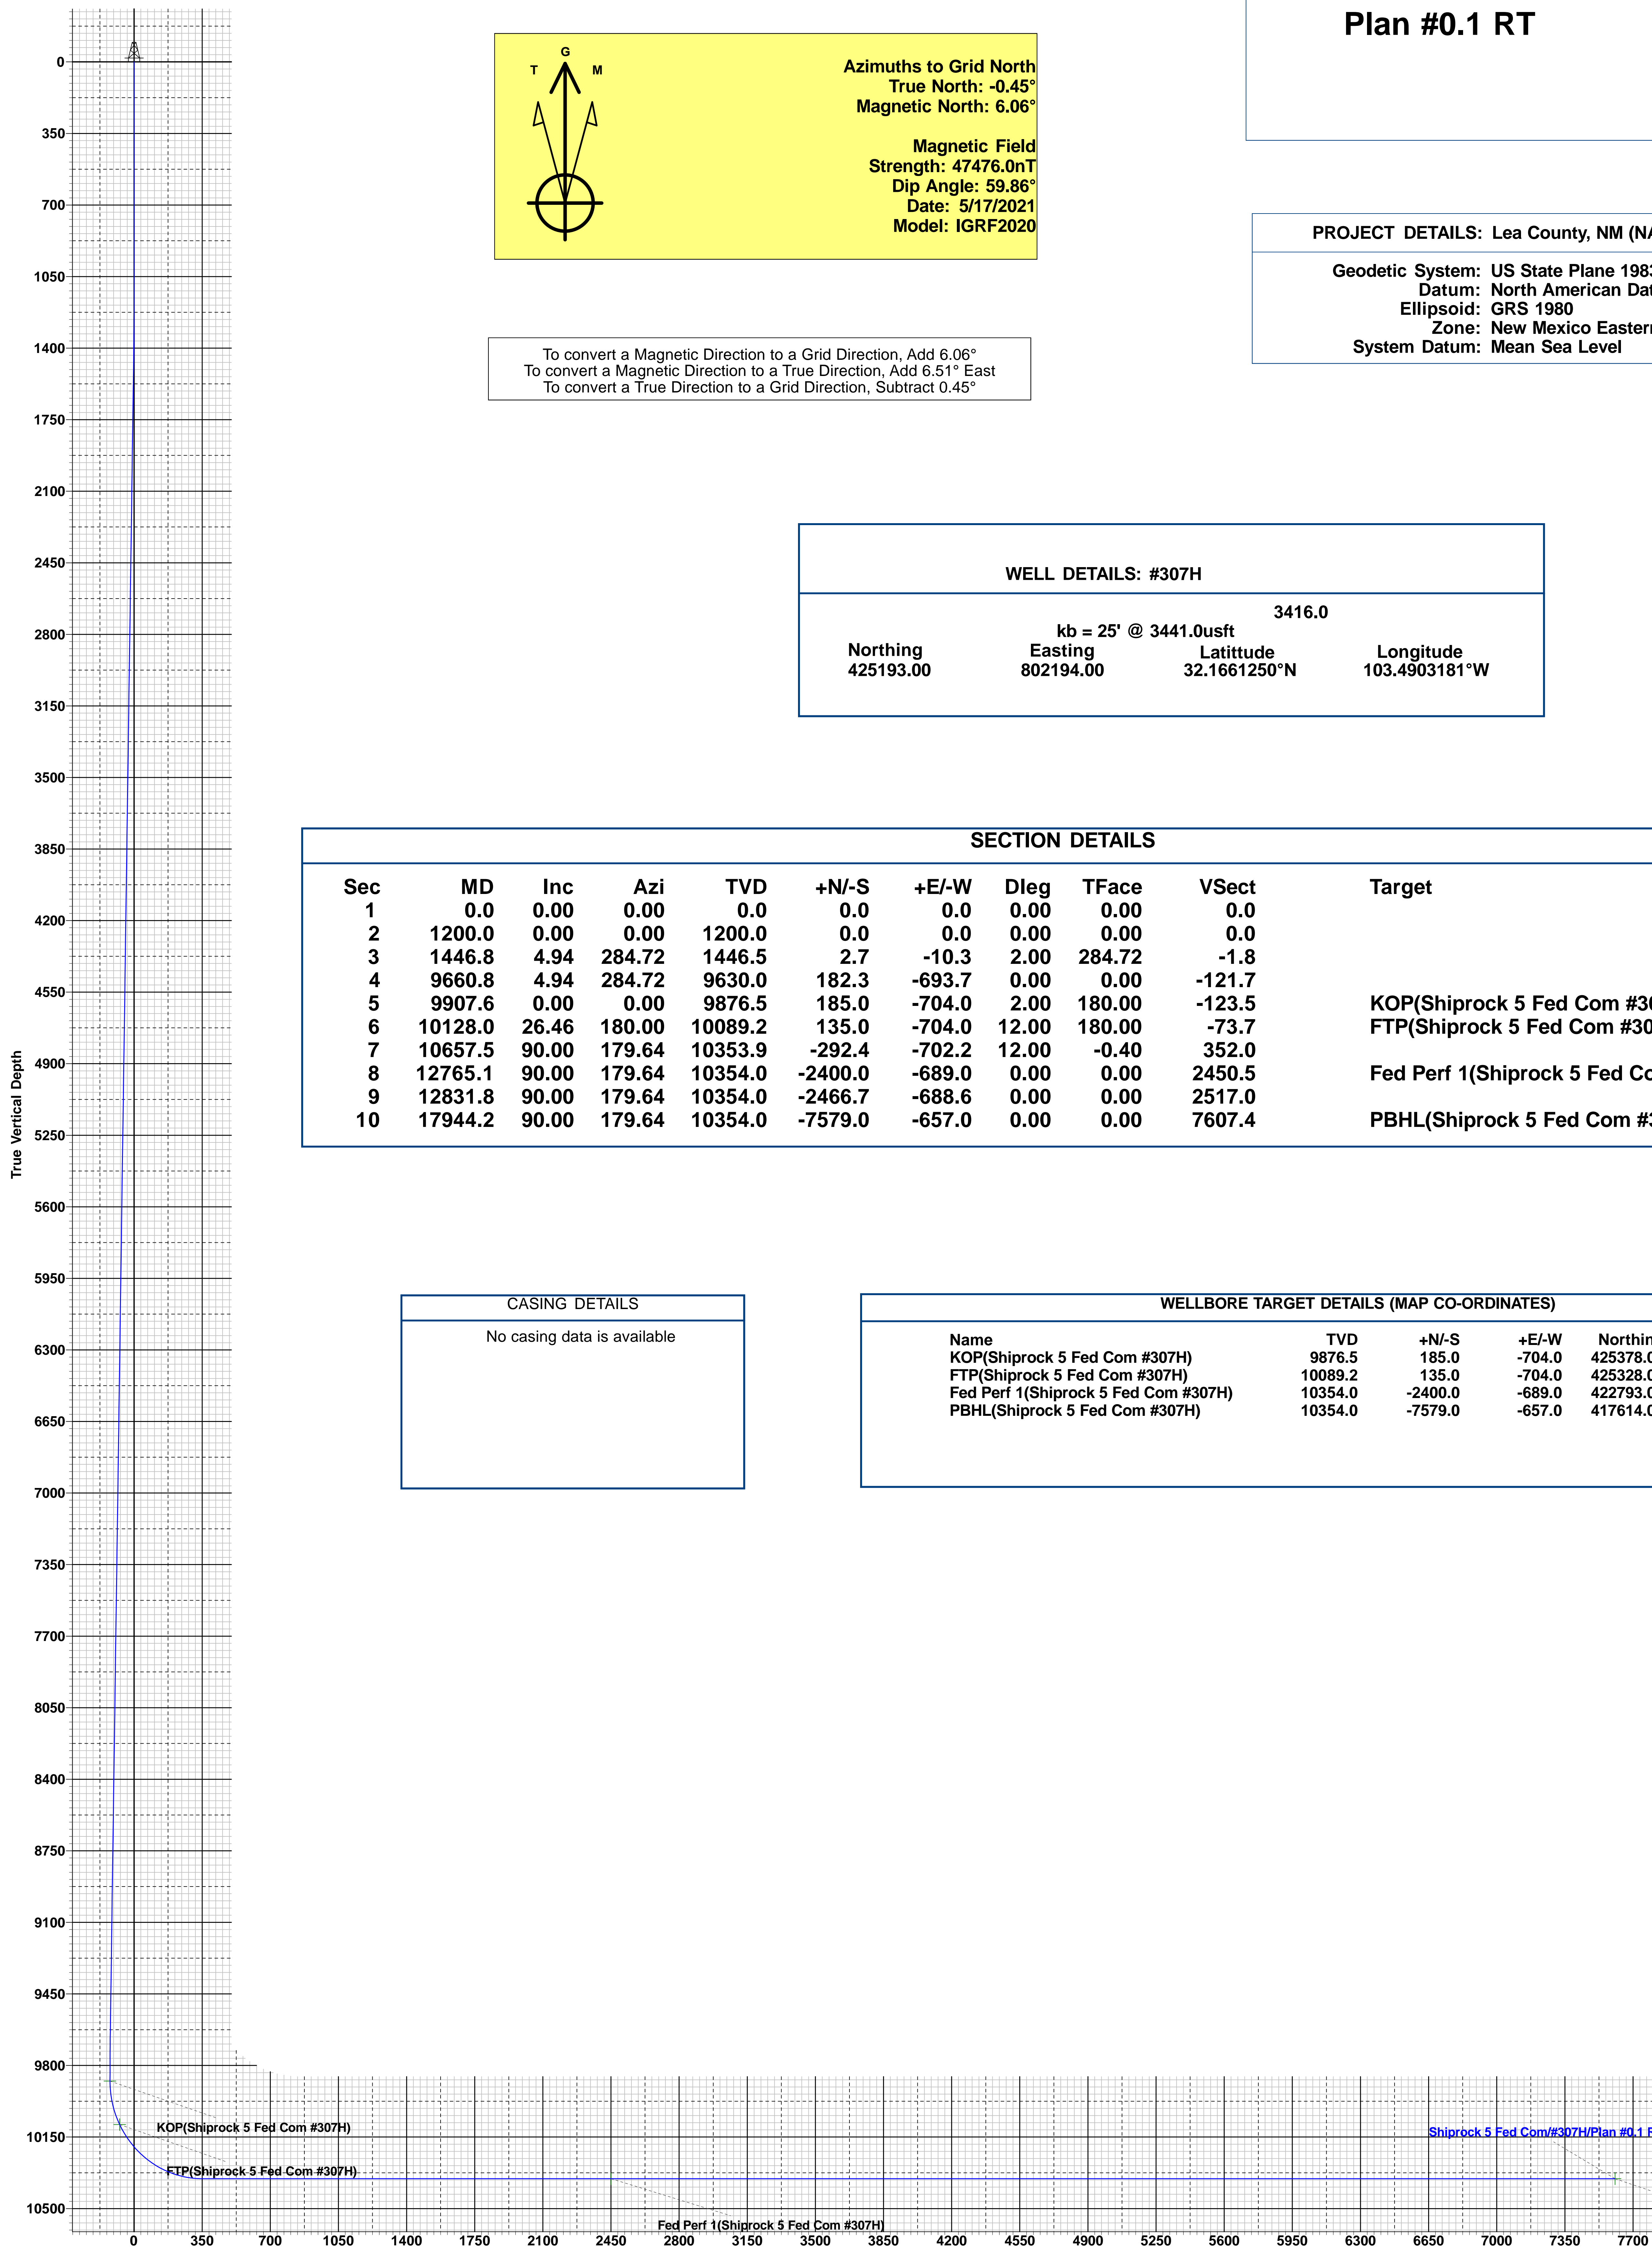 Plan #0.1 RT
G
T M
Azimuths to Grid North
True North: -0.45°
Magnetic North: 6.06°
Magnetic Field
Strength: 47476.0nT
Dip Angle: 59.86°
Date: 5/17/2021
Model: IGRF2020
PROJECT DETAILS: Lea County, NM
Geodetic System: US State Plane
Datum: North American
Ellipsoid: GRS 1980
Zone: New Mexico
System Datum: Mean Sea Level
To convert a Magnetic Direction to a Grid Direction, Add 6.06°
To convert a Magnetic Direction to a True Direction, Add 6.51° East
To convert a True Direction to a Grid Direction, Subtract 0.45°
WELL DETAILS: #307H
3416.0
kb = 25' @ 3441.0usft
Northing Easting Latittude Longitude
425193.00 802194.00 32.1661250°N 103.4903181°W
SECTION DETAILS
Sec MD Inc Azi TVD +N/-S +E/-W Dleg TFace VSect Target
1 0.0 0.00 0.00 0.0 0.0 0.0 0.00 0.00 0.0
2 1200.0 0.00 0.00 1200.0 0.0 0.0 0.00 0.00 0.0
3 1446.8 4.94 284.72 1446.5 2.7 -10.3 2.00 284.72 -1.8
4 9660.8 4.94 284.72 9630.0 182.3 -693.7 0.00 0.00 -121.7
5 9907.6 0.00 0.00 9876.5 185.0 -704.0 2.00 180.00 -123.5 KOP(Shiprock 5 Fed Com
6 10128.0 26.46 180.00 10089.2 135.0 -704.0 12.00 180.00 -73.7 FTP(Shiprock 5 Fed Com
7 10657.5 90.00 179.64 10353.9 -292.4 -702.2 12.00 -0.40 352.0
8 12765.1 90.00 179.64 10354.0 -2400.0 -689.0 0.00 0.00 2450.5 Fed Perf 1(Shiprock 5 Fed
9 12831.8 90.00 179.64 10354.0 -2466.7 -688.6 0.00 0.00 2517.0
10 17944.2 90.00 179.64 10354.0 -7579.0 -657.0 0.00 0.00 7607.4 PBHL(Shiprock 5 Fed Com
CASING DETAILS
No casing data is available
WELLBORE TARGET DETAILS (MAP CO-ORDINATES)
Name TVD +N/-S +E/-W
KOP(Shiprock 5 Fed Com #307H) 9876.5 185.0 -704.0 425378.0
FTP(Shiprock 5 Fed Com #307H) 10089.2 135.0 -704.0 425328.0
Fed Perf 1(Shiprock 5 Fed Com #307H) 10354.0 -2400.0 -689.0 422793.0
PBHL(Shiprock 5 Fed Com #307H) 10354.0 -7579.0 -657.0 417614.0
True Vertical Depth
0
350
700
1050
1400
1750
2100
2450
2800
3150
3500
3850
4200
4550
4900
5250
5600
5950
6300
6650
7000
7350
7700
8050
8400
8750
9100
9450
9800
10150
10500
KOP(Shiprock 5 Fed Com #307H)
Shiprock 5 Fed Com/#307H/Plan #0.1
FTP(Shiprock 5 Fed Com #307H)
Fed Perf 1(Shiprock 5 Fed Com #307H)
0 350 700 1050 1400 1750 2100 2450 2800 3150 3500 3850 4200 4550 4900 5250 5600 5950 6300 6650 7000 7350 7700